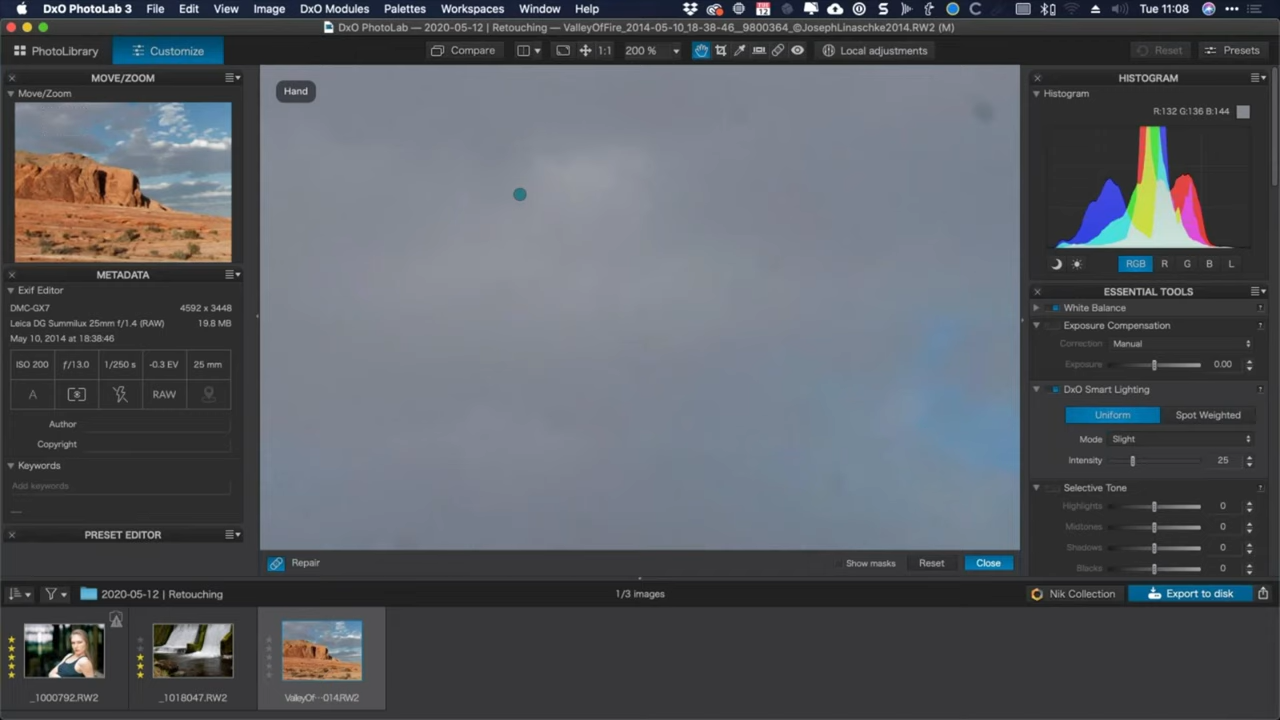 DxO PhotoLab 3 File Edit View Image DxO Modules Palettes Workspaces Window Help TUE 12 Tue 11:08
DxO PhotoLab — 2020-05-12 | Retouching — ValleyOfFire_2014-05-10_18-38-46__9800364_©JosephLinaschke2014.RW2 (M)
PhotoLibrary Customize Compare 1:1 200 % Local adjustments Reset Presets
MOVE/ZOOM
Move/Zoom
METADATA
Exif Editor
DMC-GX7 4592 x 3448
Leica DG Summilux 25mm f/1.4 (RAW) 19.8 MB
May 10, 2014 at 18:38:46
ISO 200 ƒ/13.0 1/250 s -0.3 EV 25 mm
A RAW
Author
Copyright
Keywords
Add keywords
—
PRESET EDITOR
Hand
Repair Show masks Reset Close
HISTOGRAM
Histogram
R:132 G:136 B:144
RGB R G B L
ESSENTIAL TOOLS
White Balance ?
Exposure Compensation ?
Correction Manual
Exposure 0.00
DxO Smart Lighting ?
Uniform Spot Weighted
Mode Slight
Intensity 25
Selective Tone ?
Highlights 0
Midtones 0
Shadows 0
Blacks 0
2020-05-12 | Retouching 1/3 images Nik Collection Export to disk
_1000792.RW2 _1018047.RW2 ValleyOf···014.RW2